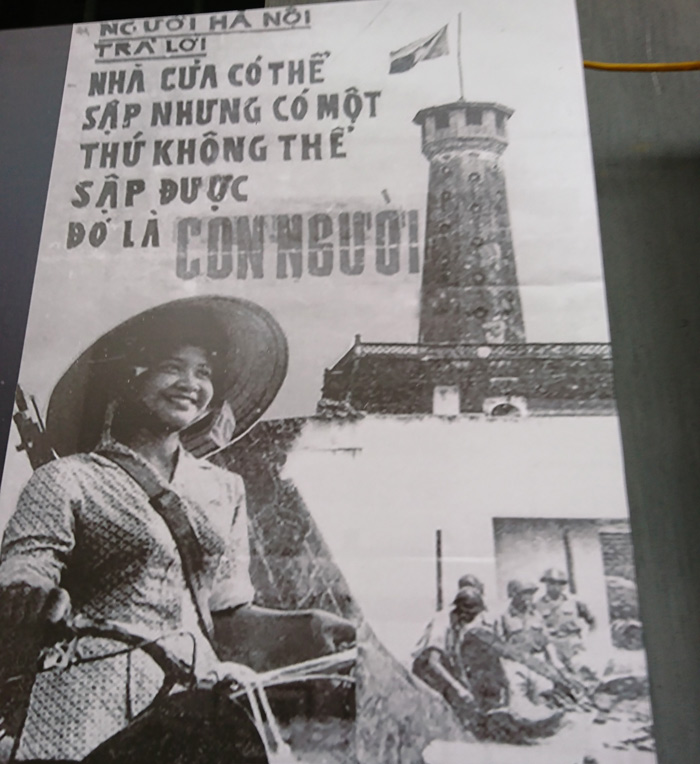 NGƯỜI HÀ NỘI
TRẢ LỜI
NHÀ CỬA CÓ THỂ
SẬP NHƯNG CÓ MỘT
THỨ KHÔNG THỂ
SẬP ĐƯỢC
ĐÓ LÀ CON NGƯỜI